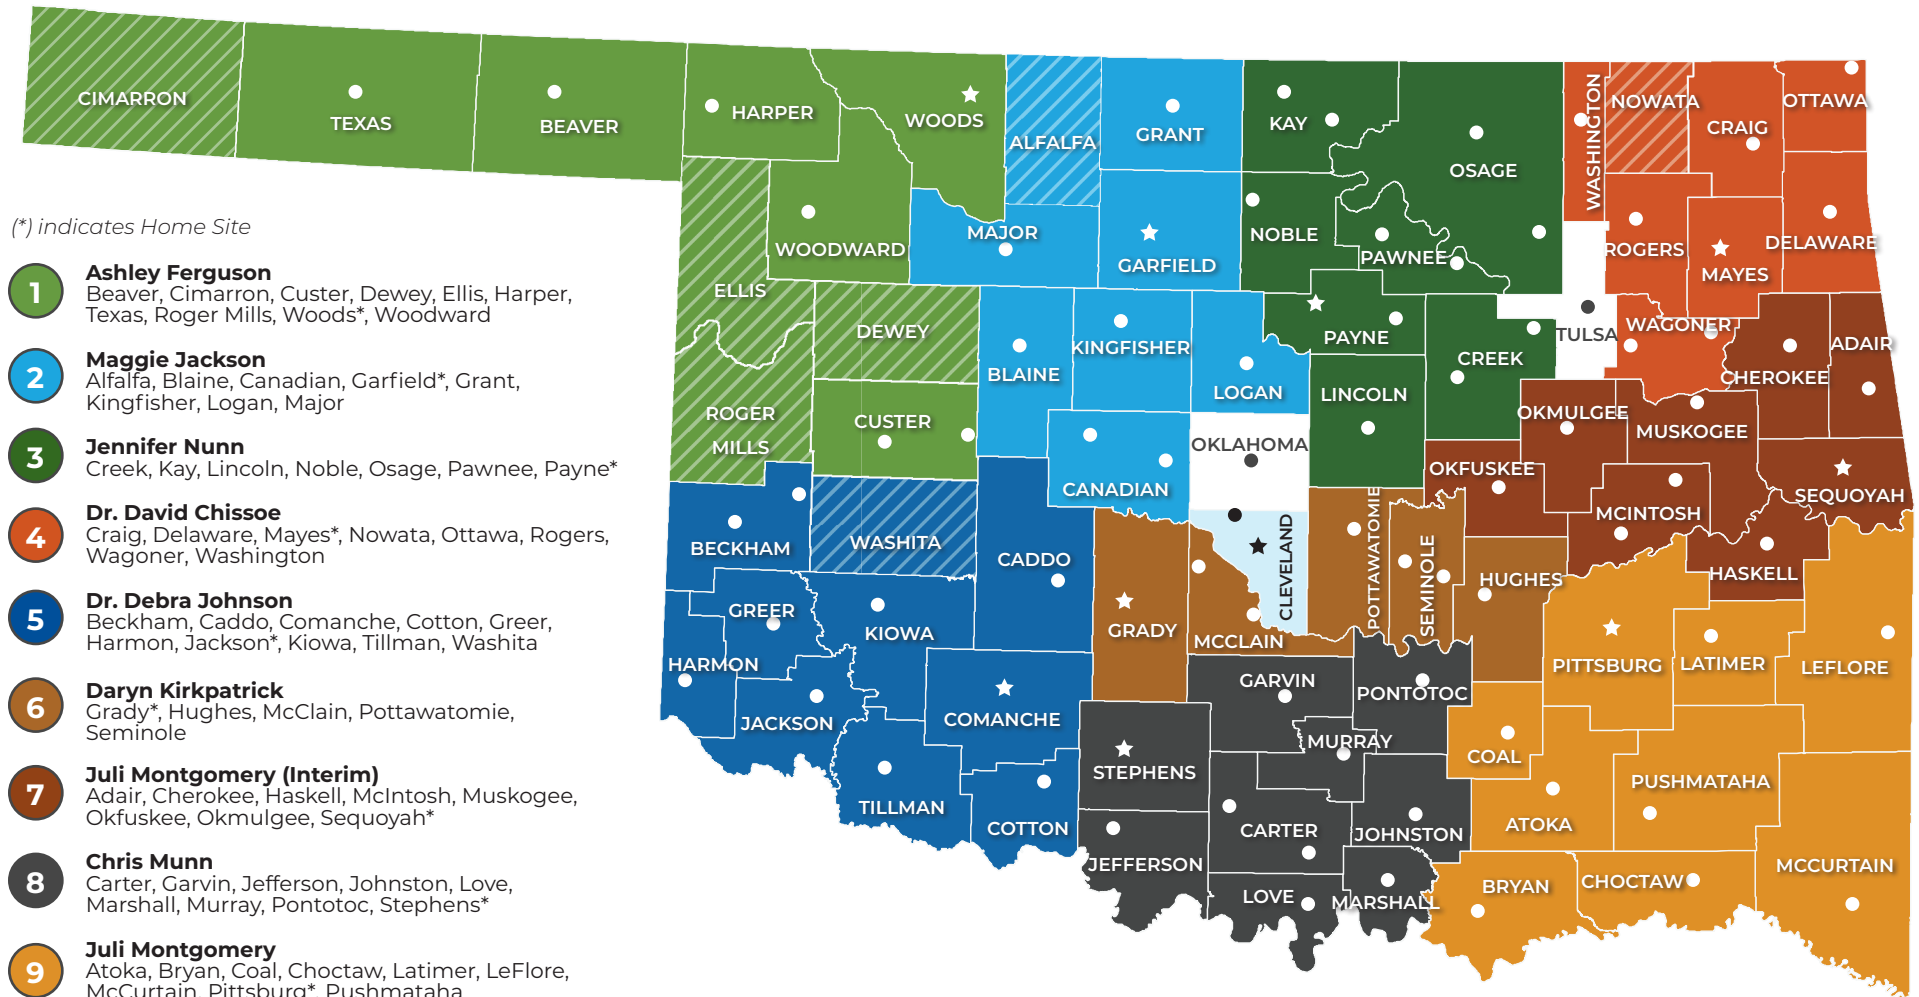 CIMARRON
TEXAS
BEAVER
HARPER
WOODS
ALFALFA
GRANT
KAY
OSAGE
WASHINGTON
NOWATA
CRAIG
OTTAWA
ELLIS
WOODWARD
MAJOR
GARFIELD
NOBLE
PAWNEE
ROGERS
MAYES
DELAWARE
DEWEY
BLAINE
KINGFISHER
LOGAN
PAYNE
CREEK
TULSA
WAGONER
CHEROKEE
ADAIR
ROGER
MILLS
CUSTER
CANADIAN
OKLAHOMA
LINCOLN
OKMULGEE
MUSKOGEE
OKFUSKEE
MCINTOSH
SEQUOYAH
BECKHAM
WASHITA
CADDO
GRADY
MCCLAIN
CLEVELAND
POTTAWATOMIE
SEMINOLE
HUGHES
HASKELL
GREER
KIOWA
HARMON
JACKSON
COMANCHE
TILLMAN
COTTON
STEPHENS
GARVIN
PONTOTOC
MURRAY
COAL
PITTSBURG
LATIMER
LEFLORE
JEFFERSON
CARTER
JOHNSTON
ATOKA
PUSHMATAHA
LOVE
MARSHALL
BRYAN
CHOCTAW
MCCURTAIN
(*) indicates Home Site
1
Ashley Ferguson
Beaver, Cimarron, Custer, Dewey, Ellis, Harper,
Texas, Roger Mills, Woods*, Woodward
2
Maggie Jackson
Alfalfa, Blaine, Canadian, Garfield*, Grant,
Kingfisher, Logan, Major
3
Jennifer Nunn
Creek, Kay, Lincoln, Noble, Osage, Pawnee, Payne*
4
Dr. David Chissoe
Craig, Delaware, Mayes*, Nowata, Ottawa, Rogers,
Wagoner, Washington
5
Dr. Debra Johnson
Beckham, Caddo, Comanche, Cotton, Greer,
Harmon, Jackson*, Kiowa, Tillman, Washita
6
Daryn Kirkpatrick
Grady*, Hughes, McClain, Pottawatomie,
Seminole
7
Juli Montgomery (Interim)
Adair, Cherokee, Haskell, McIntosh, Muskogee,
Okfuskee, Okmulgee, Sequoyah*
8
Chris Munn
Carter, Garvin, Jefferson, Johnston, Love,
Marshall, Murray, Pontotoc, Stephens*
9
Juli Montgomery
Atoka, Bryan, Coal, Choctaw, Latimer, LeFlore,
McCurtain, Pittsburg*, Pushmataha